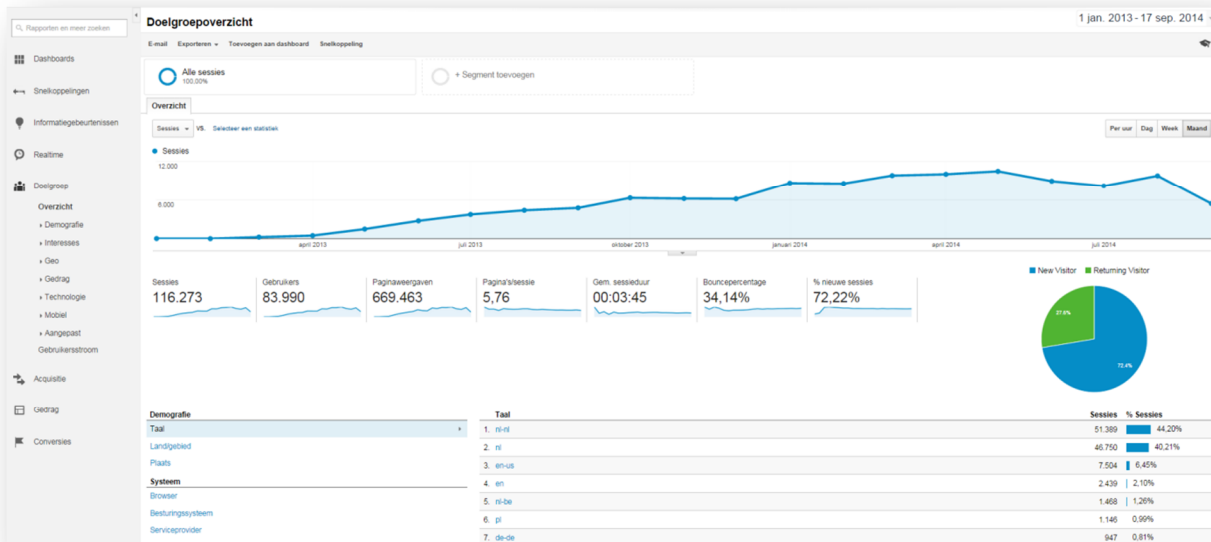 Rapporten en meer zoeken
Dashboards
Snelkoppelingen
Informatiegebeurtenissen
Realtime
Doelgroep
Overzicht
Demografie
Interesses
Geo
Gedrag
Technologie
Mobiel
Aangepast
Gebruikersstroom
Acquisitie
Gedrag
Conversies
Doelgroepoverzicht
1 jan. 2013 - 17 sep. 2014
E-mail Exporteren Toevoegen aan dashboard Snelkoppeling
Alle sessies
100,00%
+ Segment toevoegen
Overzicht
Sessies VS. Selecteer een statistiek
Per uur Dag Week Maand
Sessies
12.000
6.000
april 2013 juli 2013 oktober 2013 januari 2014 april 2014 juli 2014
Sessies
116.273
Gebruikers
83.990
Paginaweergaven
669.463
Pagina's/sessie
5,76
Gem. sessieduur
00:03:45
Bouncepercentage
34,14%
% nieuwe sessies
72,22%
New Visitor Returning Visitor
27.6%
72.4%
Demografie
Taal
Land/gebied
Plaats
Systeem
Browser
Besturingssysteem
Serviceprovider
Taal Sessies % Sessies
1. nl-nl 51.389 44,20%
2. nl 46.750 40,21%
3. en-us 7.504 6,45%
4. en 2.439 2,10%
5. nl-be 1.468 1,26%
6. pl 1.146 0,99%
7. de-de 947 0,81%